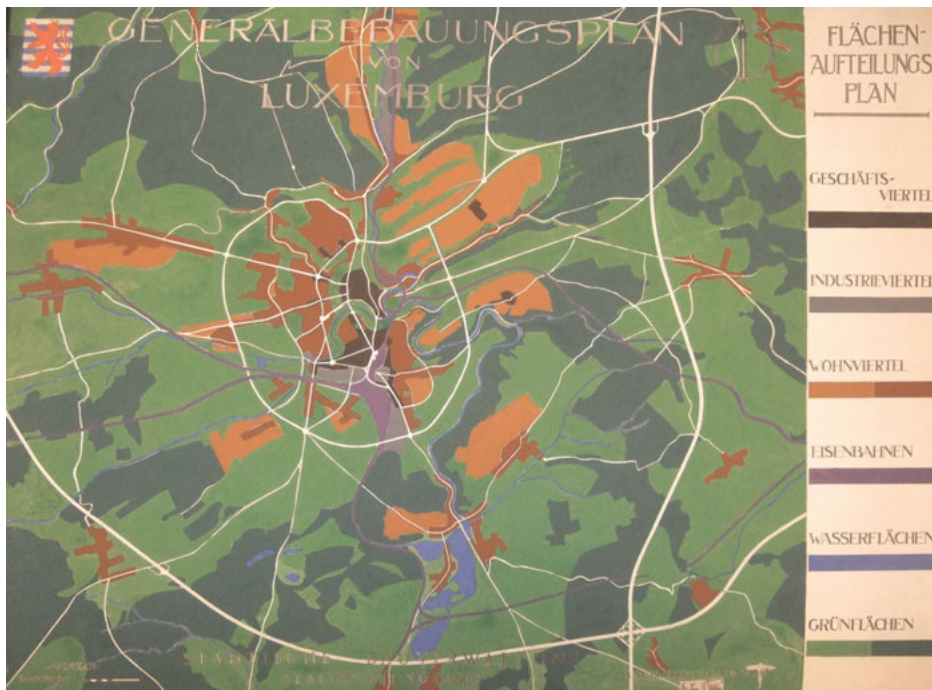 GENERALBEBAUUNGSPLAN
VON
LUXEMBURG
FLÄCHEN-
AUFTEILUNGS
PLAN
GESCHÄFTS-
VIERTEL
INDUSTRIEVIERTEL
WOHNVIERTEL
EISENBAHNEN
WASSERFLÄCHEN
GRÜNFLÄCHEN